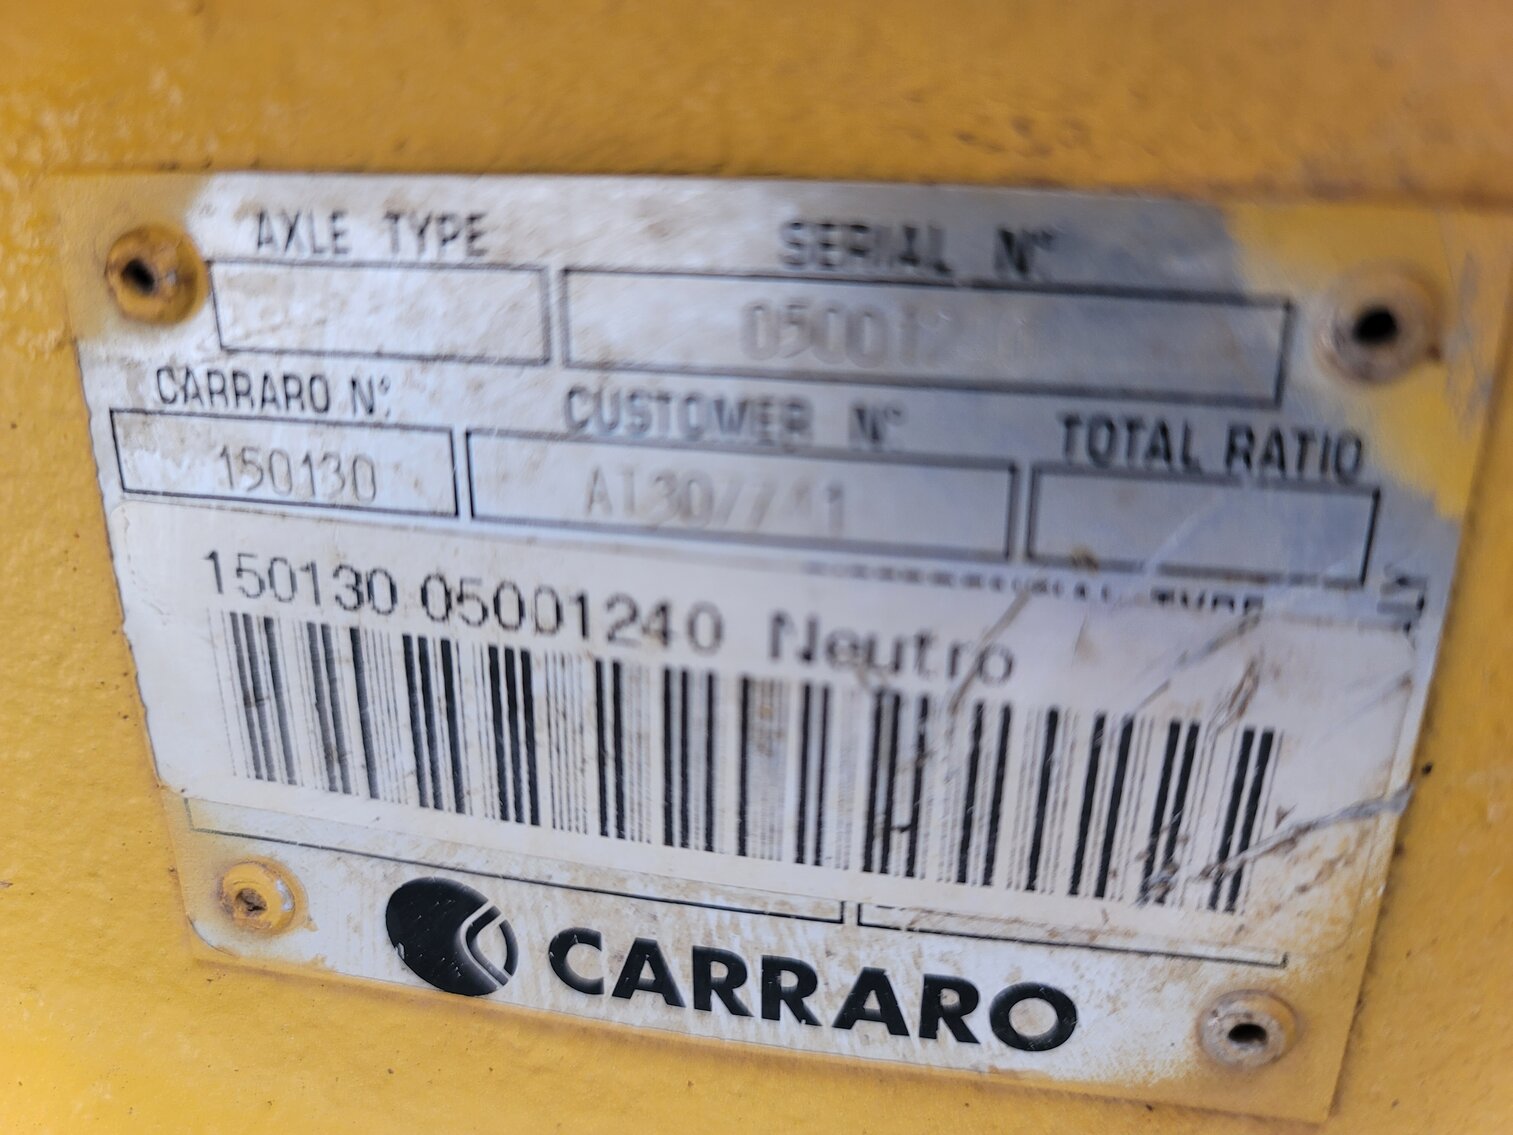 AXLE TYPE SERIAL N°
CARRARO N° CUSTOMER N° TOTAL RATIO
150130
150130 05001240 Neutro
CARRARO